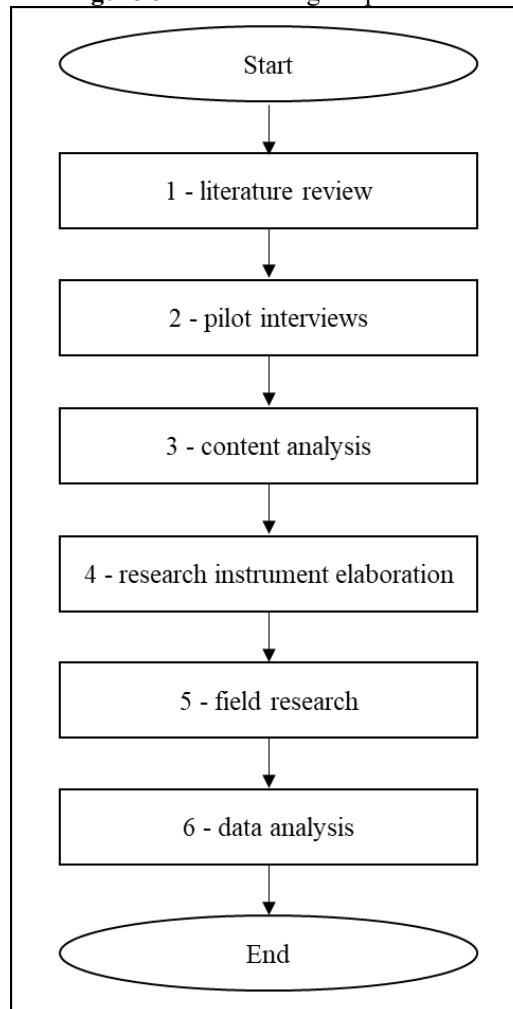 Start
1 - literature review
2 - pilot interviews
3 - content analysis
4 - research instrument elaboration
5 - field research
6 - data analysis
End